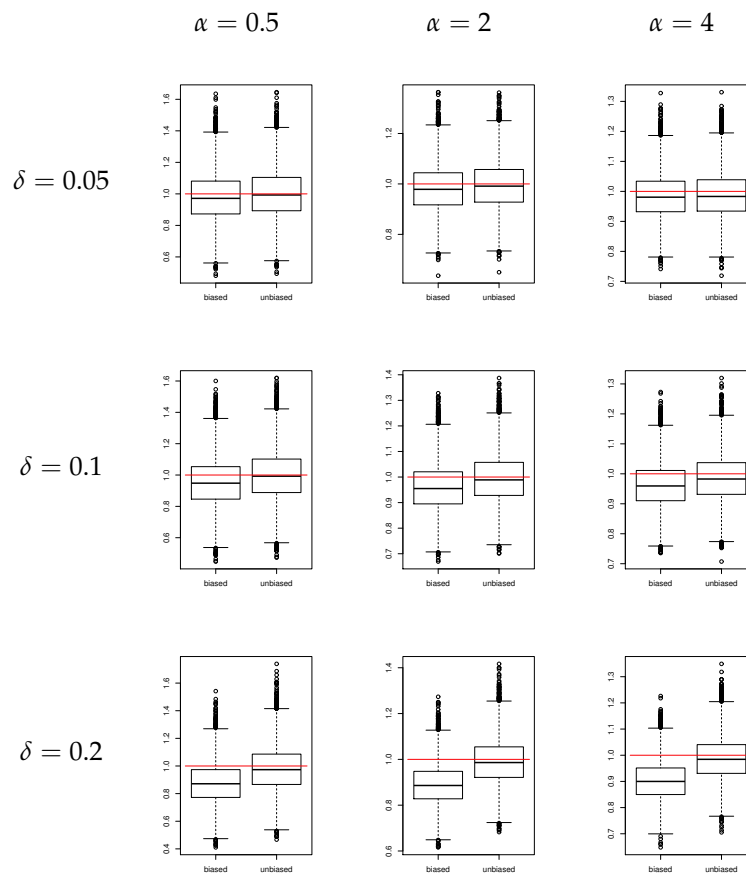 α = 0.5 α = 2 α = 4
δ = 0.05
0.6 0.8 1.0 1.2 1.4 1.6
biased unbiased
0.8 1.0 1.2
biased unbiased
0.7 0.8 0.9 1.0 1.1 1.2 1.3
biased unbiased
δ = 0.1
0.6 0.8 1.0 1.2 1.4 1.6
biased unbiased
0.7 0.8 0.9 1.0 1.1 1.2 1.3 1.4
biased unbiased
0.7 0.8 0.9 1.0 1.1 1.2 1.3
biased unbiased
δ = 0.2
0.4 0.6 0.8 1.0 1.2 1.4 1.6
biased unbiased
0.6 0.8 1.0 1.2 1.4
biased unbiased
0.7 0.8 0.9 1.0 1.1 1.2 1.3
biased unbiased